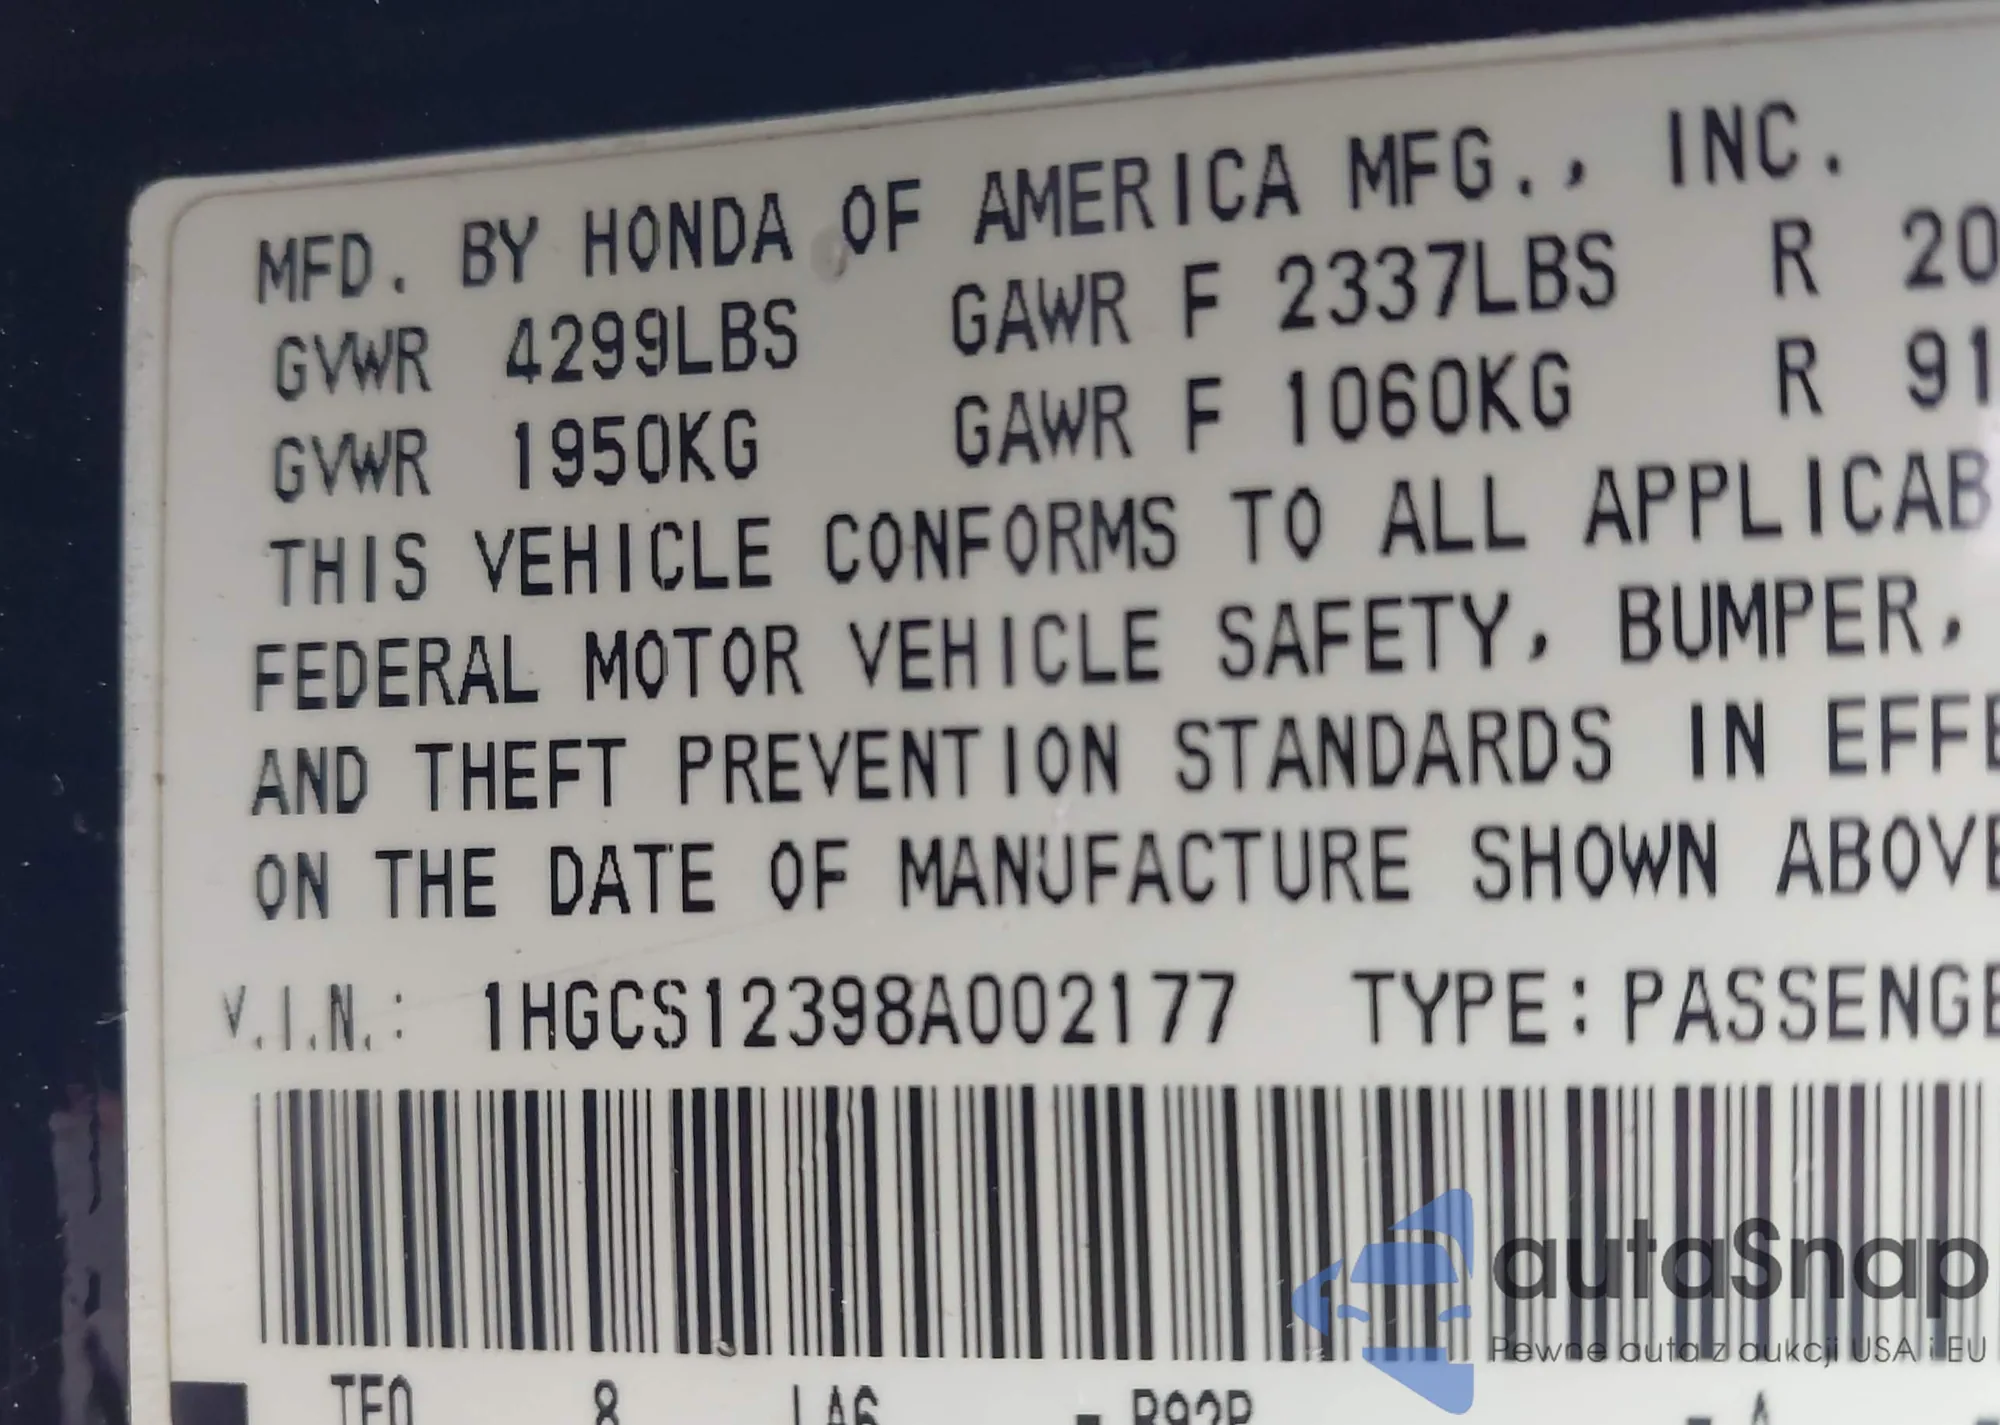 MFD. BY HONDA OF AMERICA MFG., INC.
GVWR 4299LBS GAWR F 2337LBS R 20
GVWR 1950KG GAWR F 1060KG R 91
THIS VEHICLE CONFORMS TO ALL APPLICAB
FEDERAL MOTOR VEHICLE SAFETY, BUMPER,
AND THEFT PREVENTION STANDARDS IN EFFE
ON THE DATE OF MANUFACTURE SHOWN ABOVE
V.I.N.: 1HGCS12398A002177 TYPE:PASSENGE
autaSnap
Pewne auta z aukcji USA i EU
8 - - A